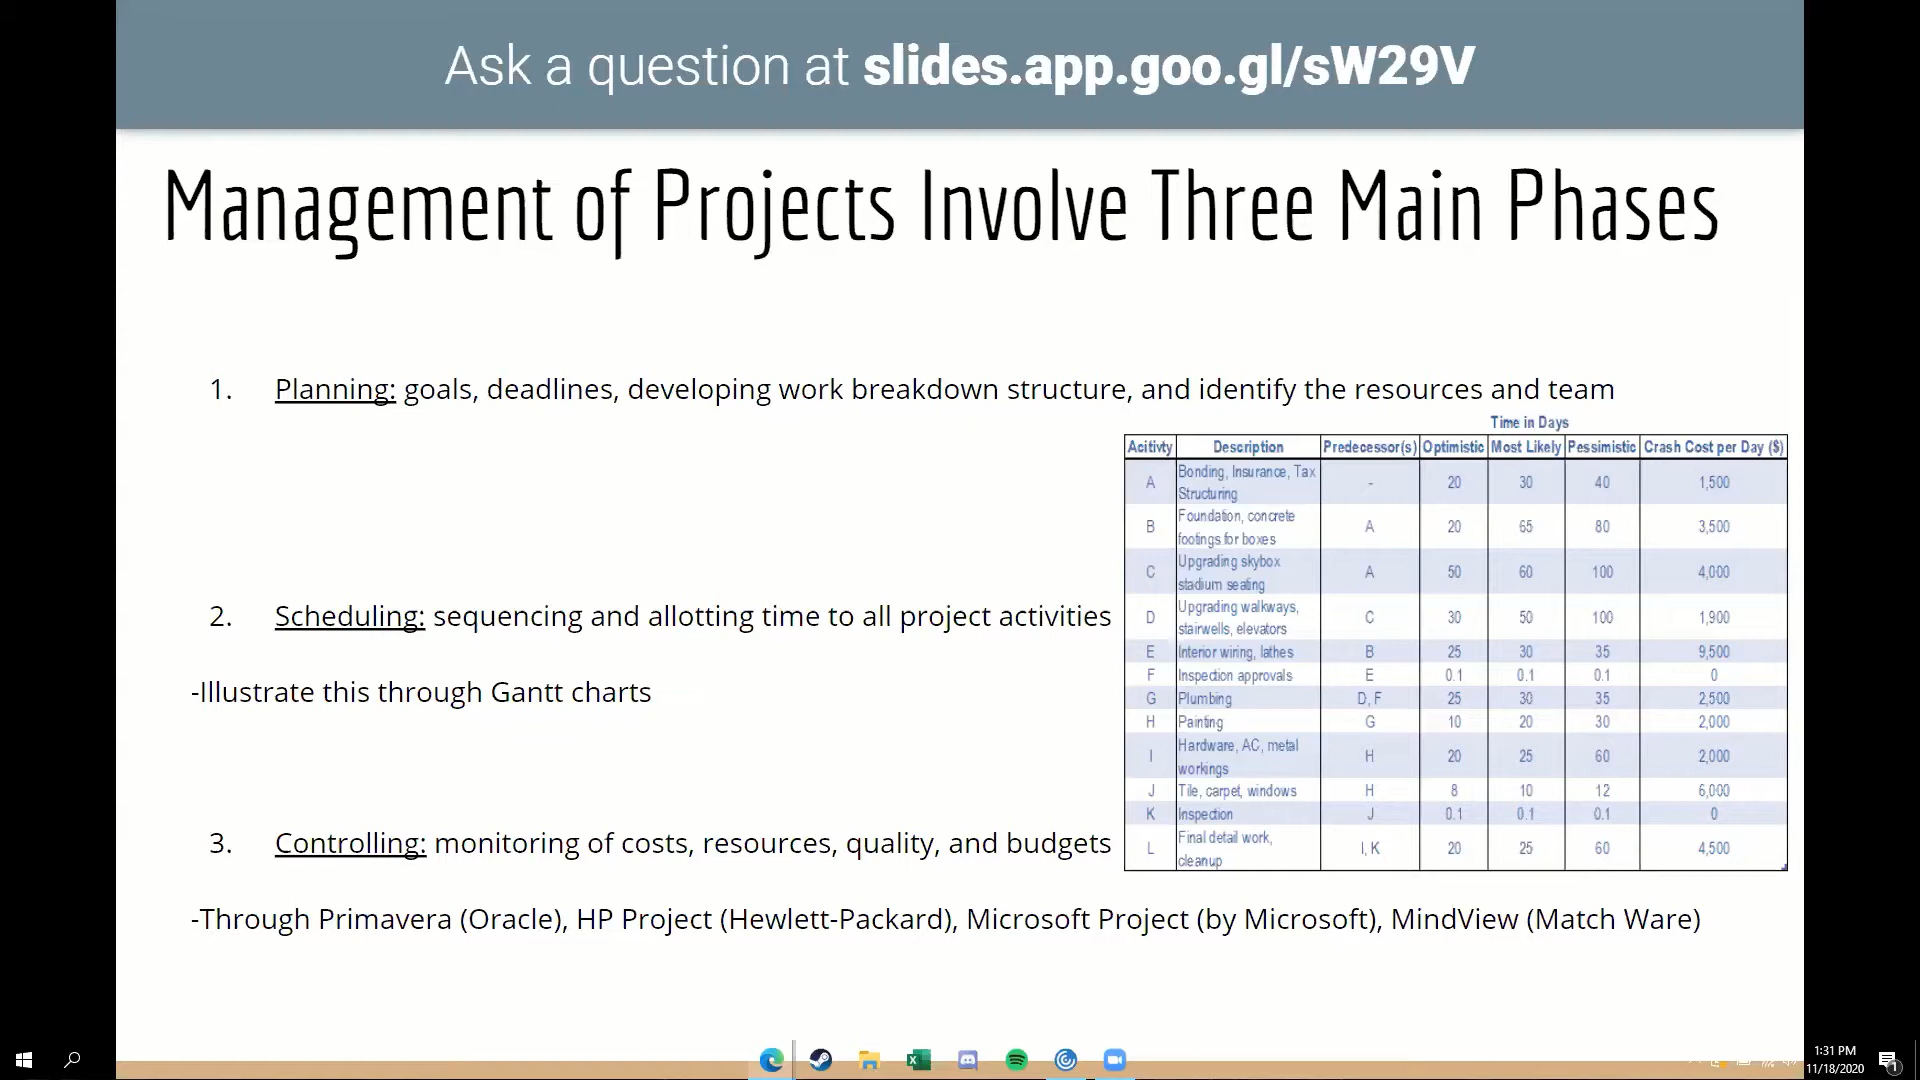 Ask a question at slides.app.goo.gl/sW29V
Management of Projects Involve Three Main Phases
1. Planning: goals, deadlines, developing work breakdown structure, and identify the resources and team
2. Scheduling: sequencing and allotting time to all project activities
-Illustrate this through Gantt charts
3. Controlling: monitoring of costs, resources, quality, and budgets
-Through Primavera (Oracle), HP Project (Hewlett-Packard), Microsoft Project (by Microsoft), MindView (Match Ware)
Time in Days
Acitivty Description Predecessor(s) Optimistic Most Likely Pessimistic Crash Cost per Day ($)
A Bonding, Insurance, Tax Structuring - 20 30 40 1,500
B Foundation, concrete footings for boxes A 20 65 80 3,500
C Upgrading skybox stadium seating A 50 60 100 4,000
D Upgrading walkways, stairwells, elevators C 30 50 100 1,900
E Interior wiring, lathes B 25 30 35 9,500
F Inspection approvals E 0.1 0.1 0.1 0
G Plumbing D, F 25 30 35 2,500
H Painting G 10 20 30 2,000
I Hardware, AC, metal workings H 20 25 60 2,000
J Tile, carpet, windows H 8 10 12 6,000
K Inspection J 0.1 0.1 0.1 0
L Final detail work, cleanup I, K 20 25 60 4,500
1:31 PM
11/18/2020
1